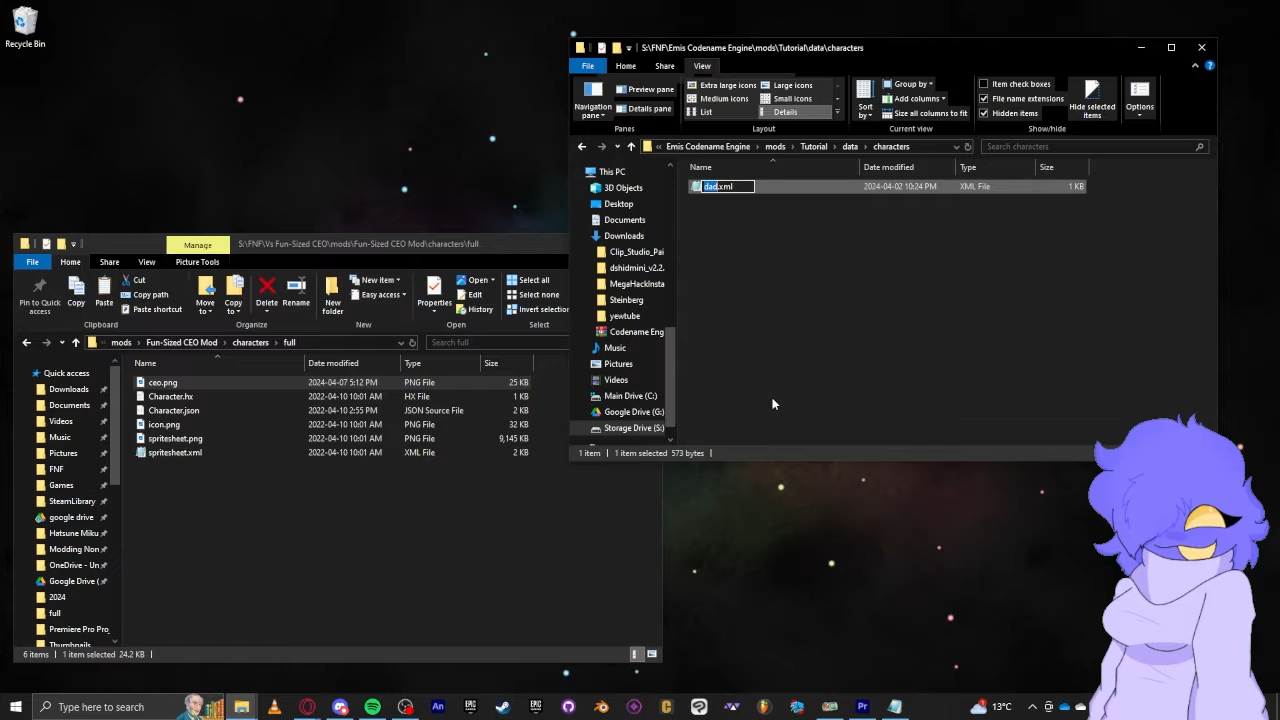 Recycle Bin
S:\FNF\Emis Codename Engine\mods\Tutorial\data\characters
File Home Share View
Navigation pane
Preview pane
Details pane
Panes
Extra large icons Large icons
Medium icons Small icons
List Details
Layout
Sort by
Group by
Add columns
Size all columns to fit
Current view
Item check boxes
File name extensions
Hidden items
Hide selected items
Show/hide
Options
« Emis Codename Engine > mods > Tutorial > data > characters
Search characters
Name Date modified Type Size
dad.xml 2024-04-02 10:24 PM XML File 1 KB
This PC
3D Objects
Desktop
Documents
Downloads
Clip_Studio_Pai
dshidmini_v2.2.
MegaHackInsta
Steinberg
yewtube
Codename Eng
Music
Pictures
Videos
Main Drive (C:)
Google Drive (G:)
Storage Drive (S:)
1 item 1 item selected 573 bytes
Manage
S:\FNF\Vs Fun-Sized CEO\mods\Fun-Sized CEO Mod\characters\full
File Home Share View Picture Tools
Pin to Quick access
Copy
Paste
Cut
Copy path
Paste shortcut
Clipboard
Move to
Copy to
Delete
Rename
Organize
New folder
New item
Easy access
New
Properties
Open
Edit
History
Open
Select all
Select none
Invert selection
Select
« mods > Fun-Sized CEO Mod > characters > full
Search full
Name Date modified Type Size
ceo.png 2024-04-07 5:12 PM PNG File 25 KB
Character.hx 2022-04-10 10:01 AM HX File 1 KB
Character.json 2022-04-10 2:55 PM JSON Source File 2 KB
icon.png 2022-04-10 10:01 AM PNG File 32 KB
spritesheet.png 2022-04-10 10:01 AM PNG File 9,145 KB
spritesheet.xml 2022-04-10 10:01 AM XML File 2 KB
Quick access
Downloads
Documents
Videos
Music
Pictures
FNF
Games
SteamLibrary
google drive
Hatsune Miku
Modding Non
OneDrive - Un
Google Drive (
2024
full
Premiere Pro Pro
Thumbnails
6 items 1 item selected 24.2 KB
Type here to search
An
EPIC GAMES
EPIC GAMES
Pr
13°C